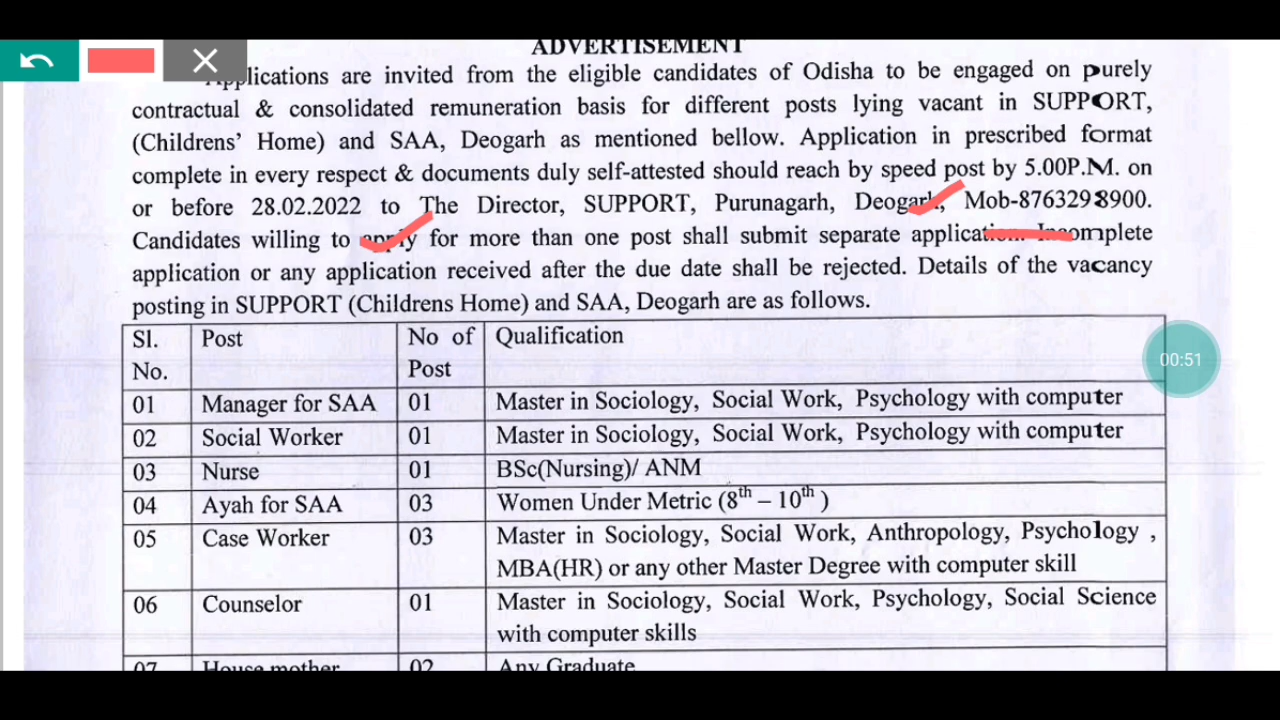 ADVERTISEMENT
Applications are invited from the eligible candidates of Odisha to be engaged on purely
contractual & consolidated remuneration basis for different posts lying vacant in SUPPORT,
(Childrens' Home) and SAA, Deogarh as mentioned bellow. Application in prescribed format
complete in every respect & documents duly self-attested should reach by speed post by 5.00P.M. on
or before 28.02.2022 to The Director, SUPPORT, Purunagarh, Deogarh, Mob-8763298900.
Candidates willing to apply for more than one post shall submit separate application. Incomplete
application or any application received after the due date shall be rejected. Details of the vacancy
posting in SUPPORT (Childrens Home) and SAA, Deogarh are as follows.
Sl. No. Post No of Post Qualification
01 Manager for SAA 01 Master in Sociology, Social Work, Psychology with computer
02 Social Worker 01 Master in Sociology, Social Work, Psychology with computer
03 Nurse 01 BSc(Nursing)/ ANM
04 Ayah for SAA 03 Women Under Metric (8th – 10th )
05 Case Worker 03 Master in Sociology, Social Work, Anthropology, Psychology ,
MBA(HR) or any other Master Degree with computer skill
06 Counselor 01 Master in Sociology, Social Work, Psychology, Social Science
with computer skills
07 House mother 02 Any Graduate
00:51